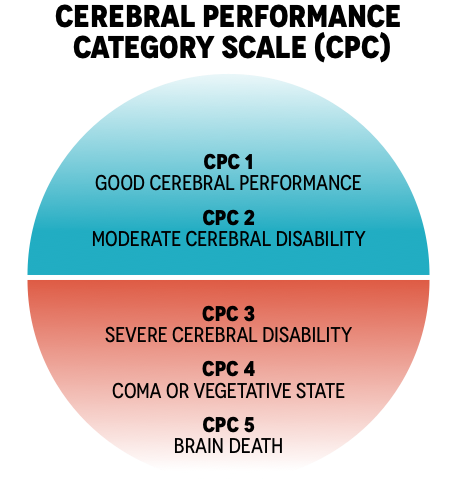 CEREBRAL PERFORMANCE
CATEGORY SCALE (CPC)
CPC 1
GOOD CEREBRAL PERFORMANCE
CPC 2
MODERATE CEREBRAL DISABILITY
CPC 3
SEVERE CEREBRAL DISABILITY
CPC 4
COMA OR VEGETATIVE STATE
CPC 5
BRAIN DEATH